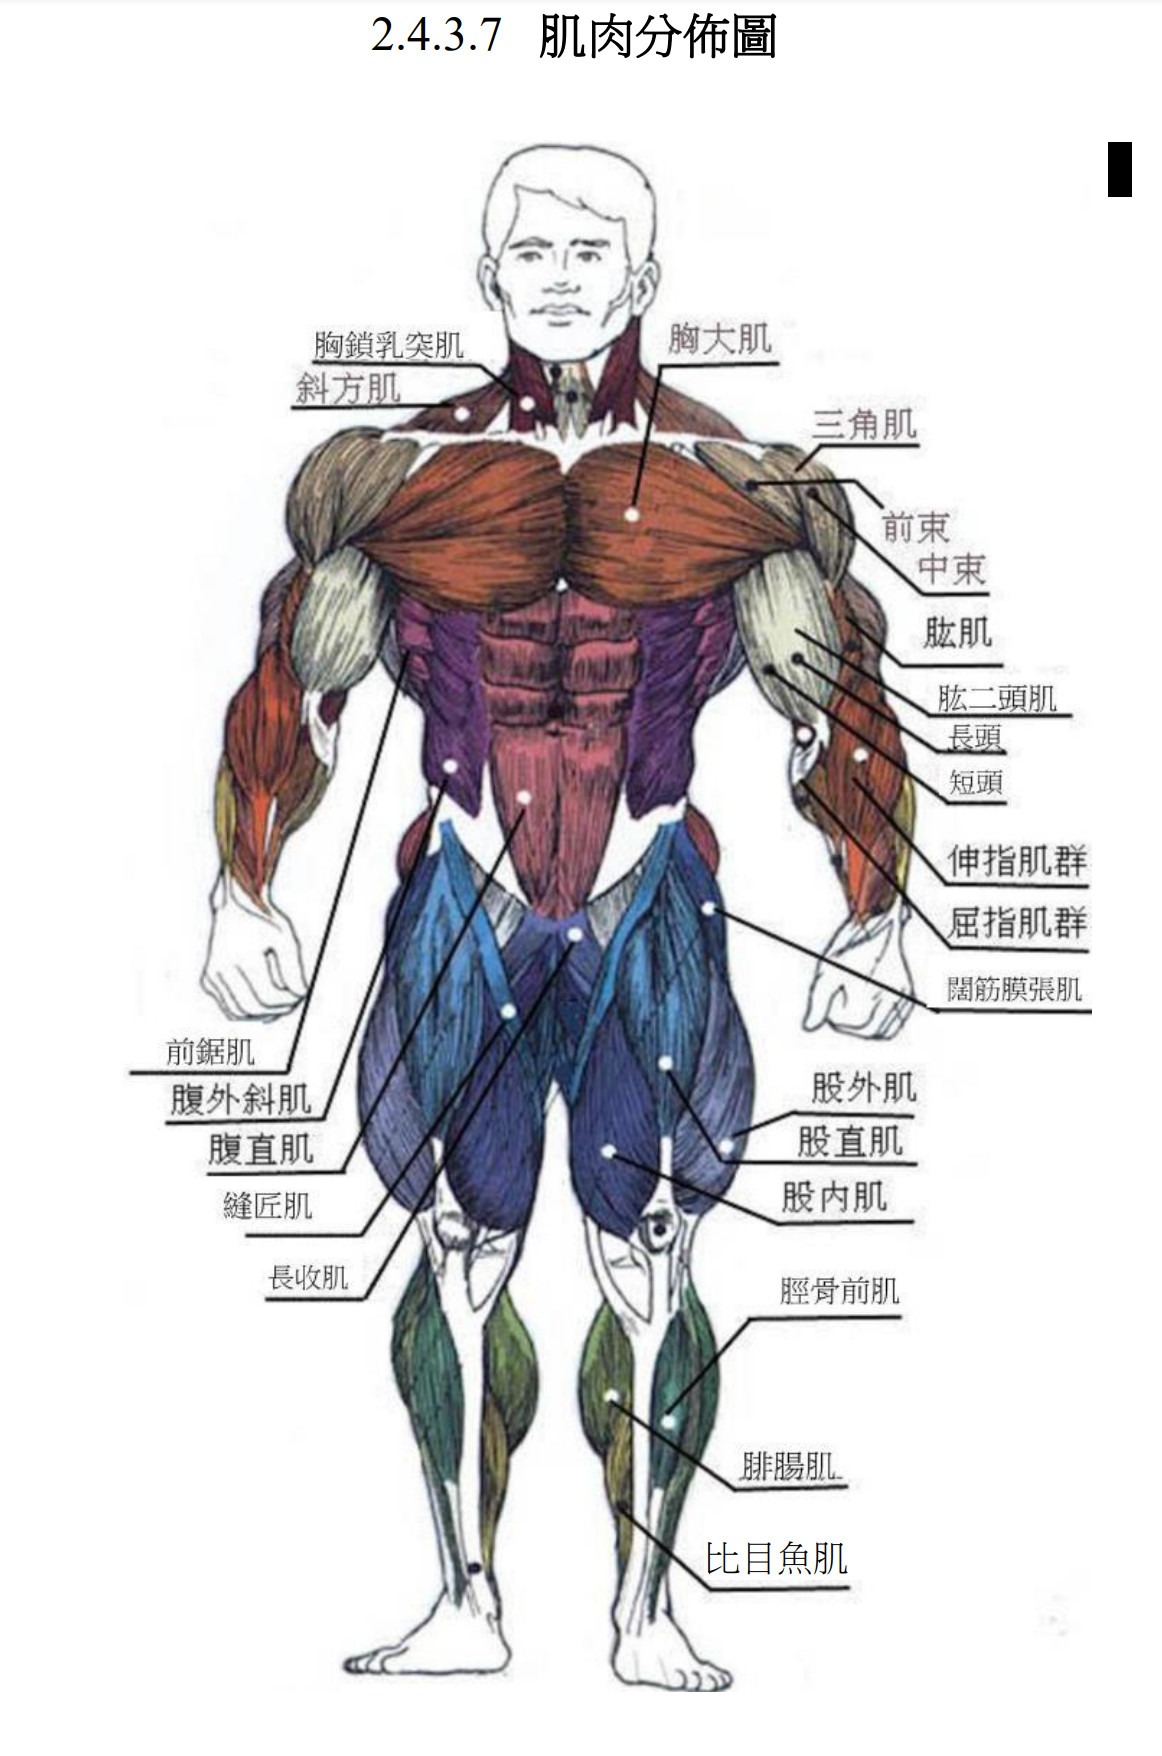 2.4.3.7 肌肉分佈圖
胸鎖乳突肌
胸大肌
斜方肌
三角肌
前束
中束
肱肌
肱二頭肌
長頭
短頭
伸指肌群
屈指肌群
闊筋膜張肌
前鋸肌
腹外斜肌
腹直肌
縫匠肌
長收肌
股外肌
股直肌
股内肌
脛骨前肌
腓腸肌
比目魚肌